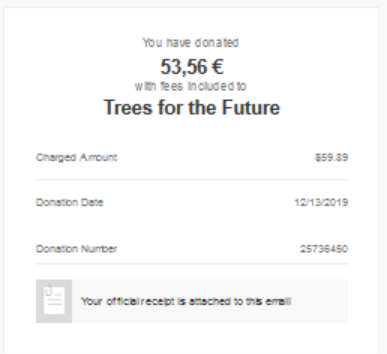 You have donated
53,56 €
with fees included to
Trees for the Future
Charged Amount $59.89
Donation Date 12/13/2019
Donation Number 25736450
Your official receipt is attached to this email